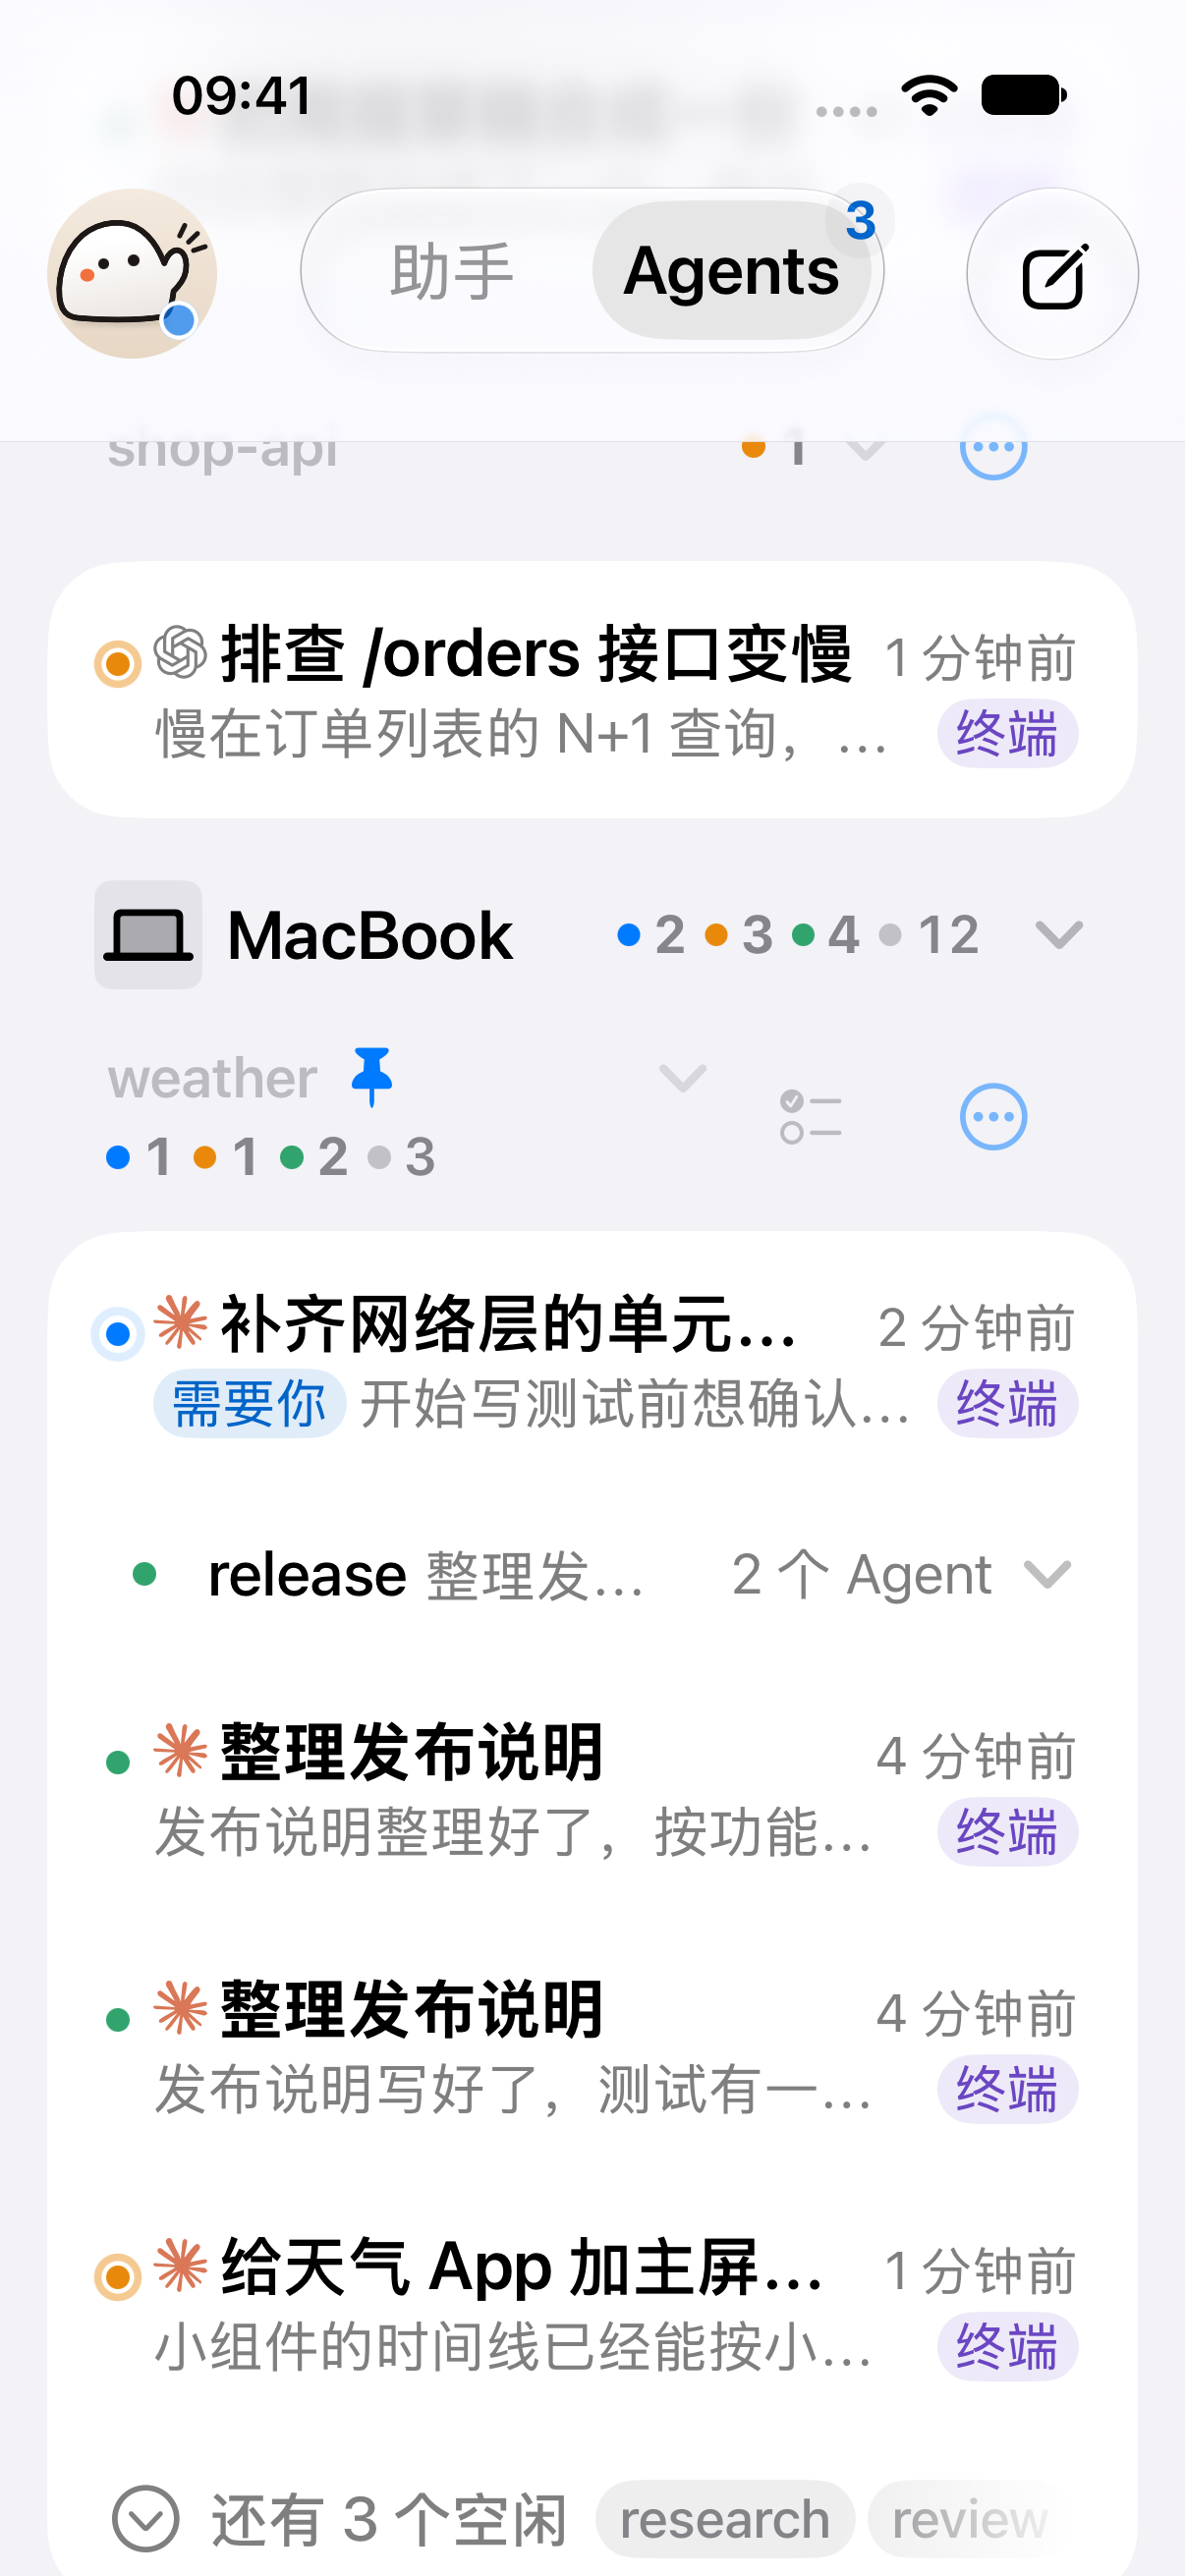 09:41
助手
Agents
3
shop-api
1
排查 /orders 接口变慢
1 分钟前
慢在订单列表的 N+1 查询，...
终端
MacBook
2 3 4 12
weather
1 1 2 3
补齐网络层的单元...
2 分钟前
需要你
开始写测试前想确认...
终端
release 整理发...
2 个 Agent
整理发布说明
4 分钟前
发布说明整理好了，按功能...
终端
整理发布说明
4 分钟前
发布说明写好了，测试有一...
终端
给天气 App 加主屏...
1 分钟前
小组件的时间线已经能按小...
终端
还有 3 个空闲
research
review